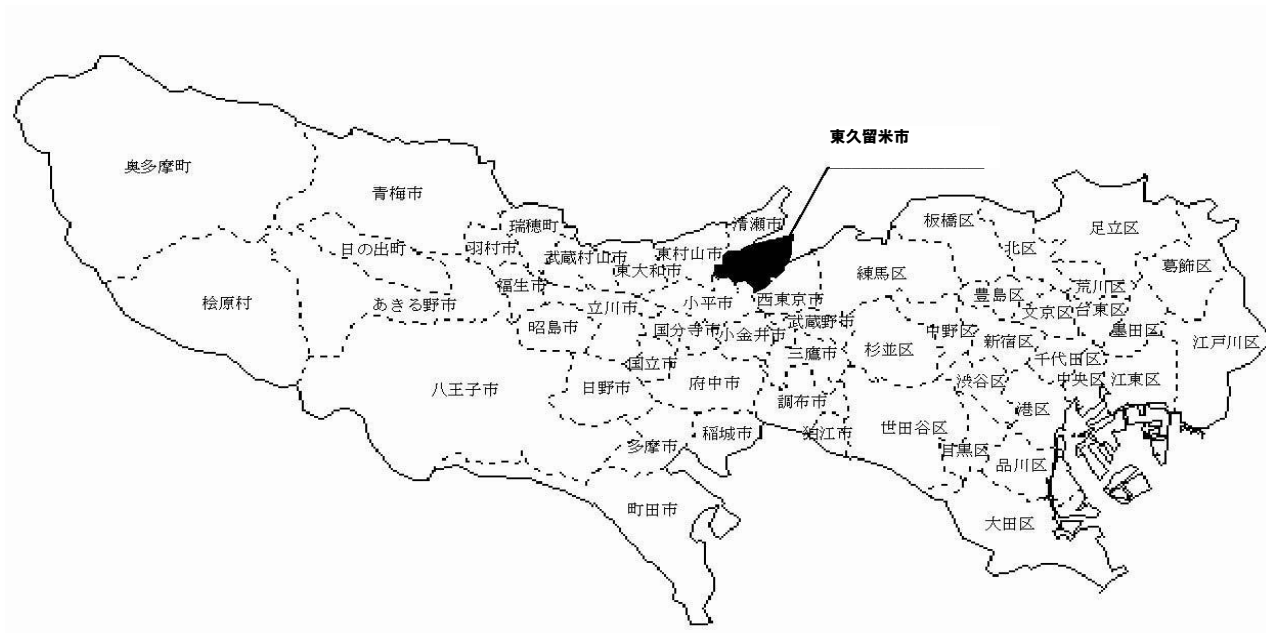 東久留米市
奥多摩町
青梅市
瑞穂町
清瀬市
板橋区
足立区
日の出町
羽村市
武蔵村山市
東村山市
東大和市
北区
葛飾区
練馬区
桧原村
あきる野市
福生市
立川市
小平市
西東京市
豊島区
荒川区
文京区
台東区
墨田区
昭島市
国分寺市
小金井市
武蔵野市
中野区
新宿区
江戸川区
国立市
三鷹市
杉並区
千代田区
八王子市
日野市
府中市
渋谷区
中央区
江東区
調布市
港区
多摩市
稲城市
狛江市
世田谷区
目黒区
品川区
町田市
大田区